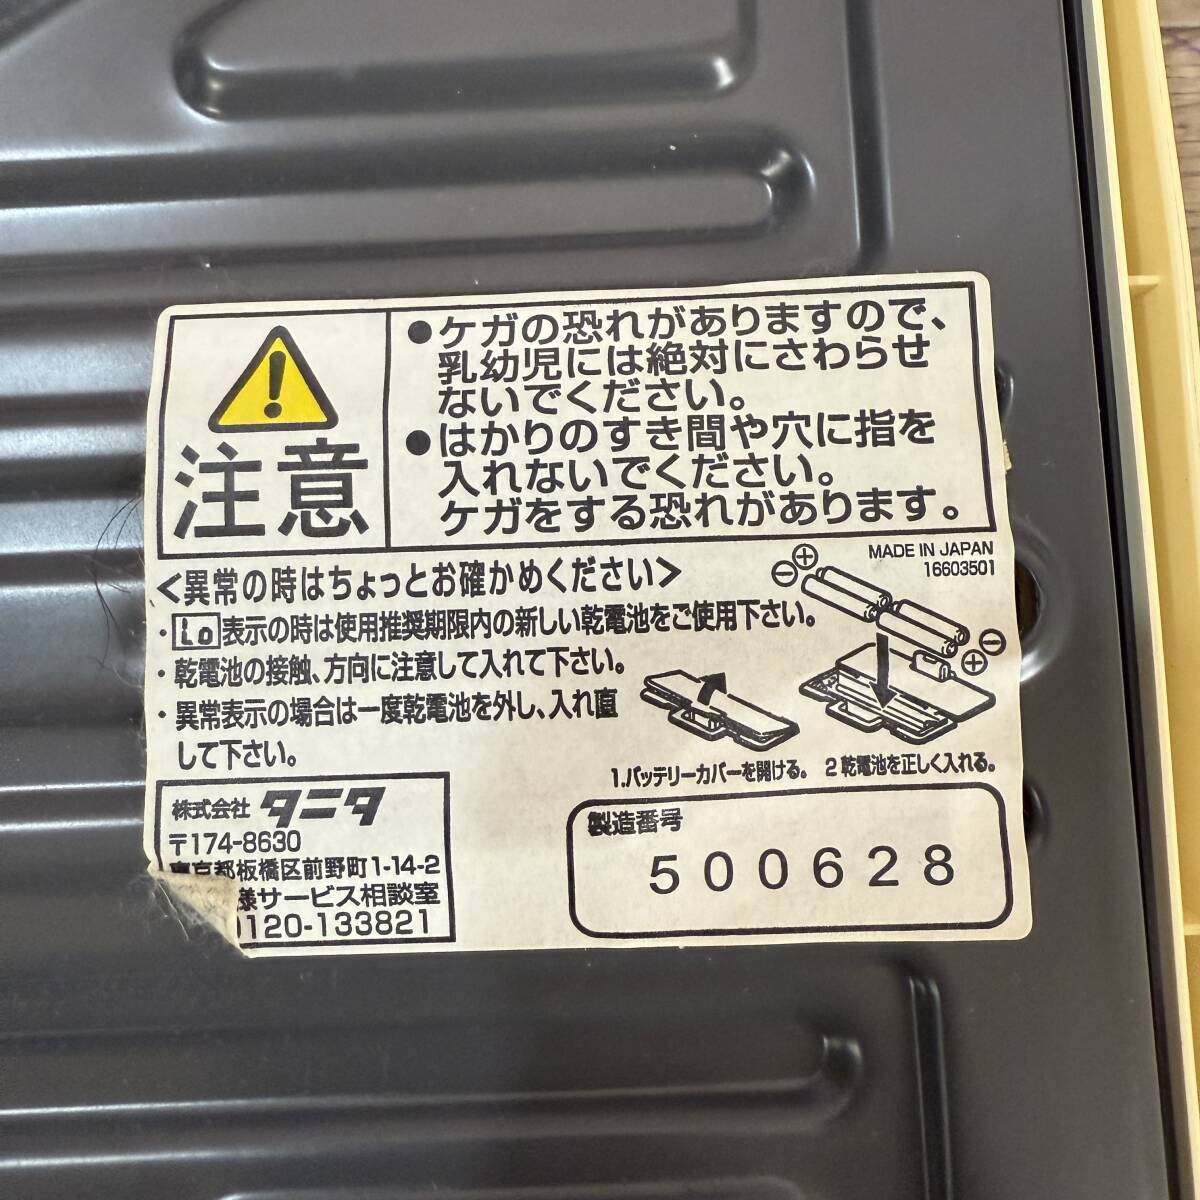 注意
●ケガの恐れがありますので、
乳幼児には絶対にさわらせ
ないでください。
●はかりのすき間や穴に指を
入れないでください。
ケガをする恐れがあります。
MADE IN JAPAN
16603501
<異常の時はちょっとお確かめください>
・Lo表示の時は使用推奨期限内の新しい乾電池をご使用下さい。
・乾電池の接触、方向に注意して入れて下さい。
・異常表示の場合は一度乾電池を外し、入れ直
して下さい。
⊖⊕
⊕⊖
1.バッテリーカバーを開ける。 2乾電池を正しく入れる。
株式会社タニタ
〒174-8630
東京都板橋区前野町1-14-2
様サービス相談室
0120-133821
製造番号
500628